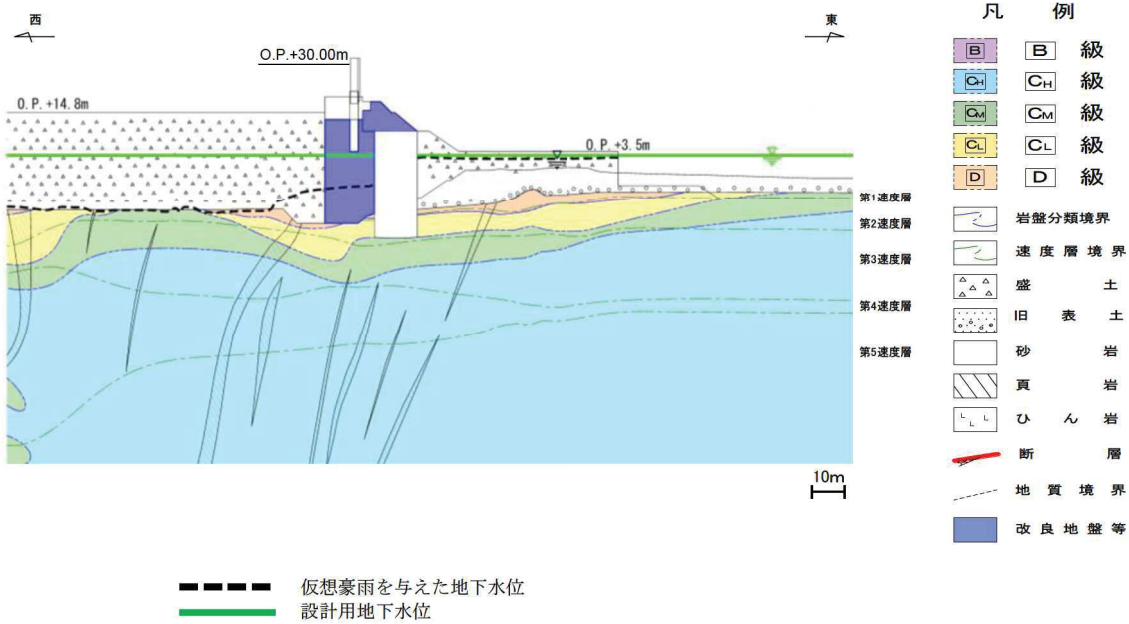 西
東
O.P.+30.00m
O.P.+14.8m
O.P.+3.5m
第1速度層
第2速度層
第3速度層
第4速度層
第5速度層
10m
凡 例
B B 級
CH CH 級
CM CM 級
CL CL 級
D D 級
岩盤分類境界
速度層境界
盛土
旧表土
砂岩
頁岩
ひん岩
断層
地質境界
改良地盤等
仮想豪雨を与えた地下水位
設計用地下水位